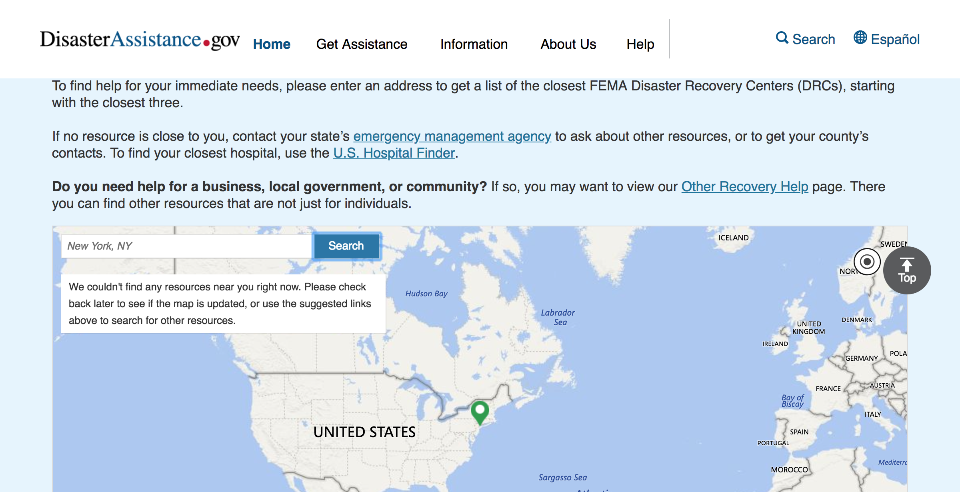 DisasterAssistance.gov Home Get Assistance Information About Us Help Search Español
To find help for your immediate needs, please enter an address to get a list of the closest FEMA Disaster Recovery Centers (DRCs), starting
with the closest three.
If no resource is close to you, contact your state's emergency management agency to ask about other resources, or to get your county's
contacts. To find your closest hospital, use the U.S. Hospital Finder.
Do you need help for a business, local government, or community? If so, you may want to view our Other Recovery Help page. There
you can find other resources that are not just for individuals.
New York, NY Search
We couldn't find any resources near you right now. Please check
back later to see if the map is updated, or use the suggested links
above to search for other resources.
ICELAND
SWEDEN
NOR
Top
Hudson Bay
Labrador
Sea
UNITED
KINGDOM
DENMARK
IRELAND
GERMANY
POLA
FRANCE
AUSTRIA
Bay of
Biscay
ITALY
UNITED STATES
SPAIN
PORTUGAL
MOROCCO
Mediterra
Sargasso Sea